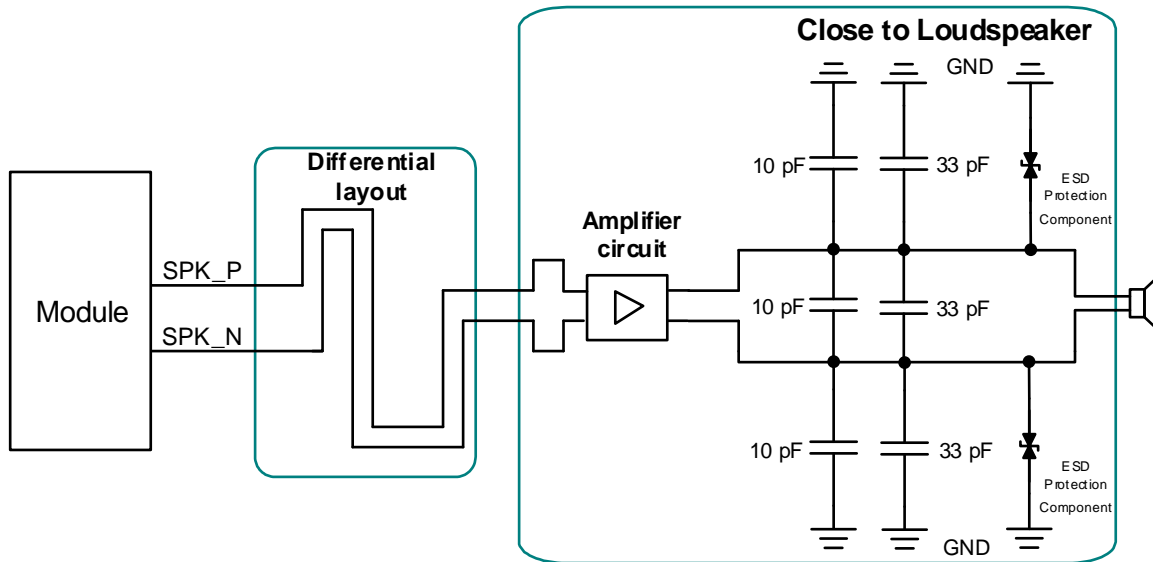 Close to Loudspeaker
GND
Differential
layout
10 pF
33 pF
ESD
Protection
Component
Amplifier
circuit
SPK_P
Module
SPK_N
10 pF
33 pF
10 pF
33 pF
ESD
Protection
Component
GND